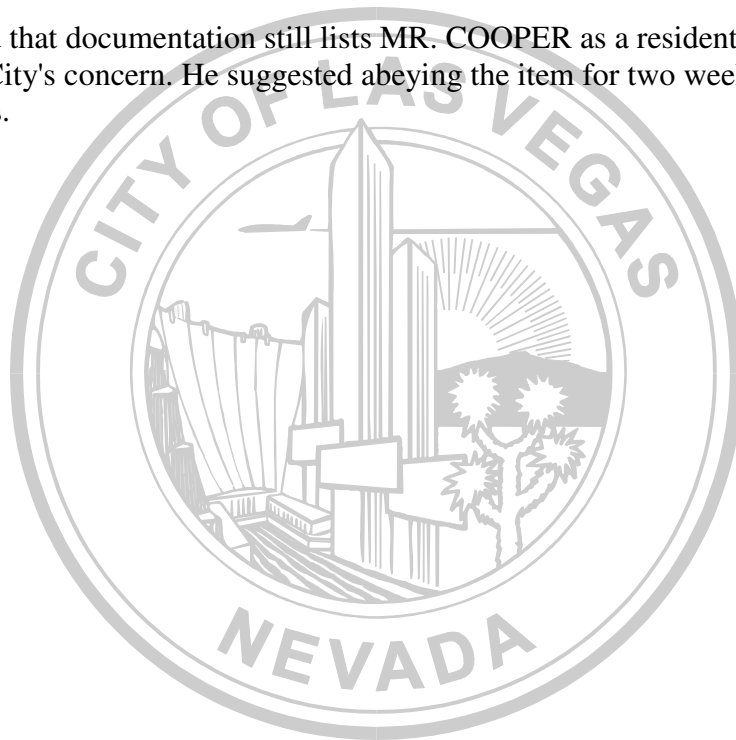 that documentation still lists MR. COOPER as a resident
City's concern. He suggested abeying the item for two
CITY OF LAS VEGAS
NEVADA